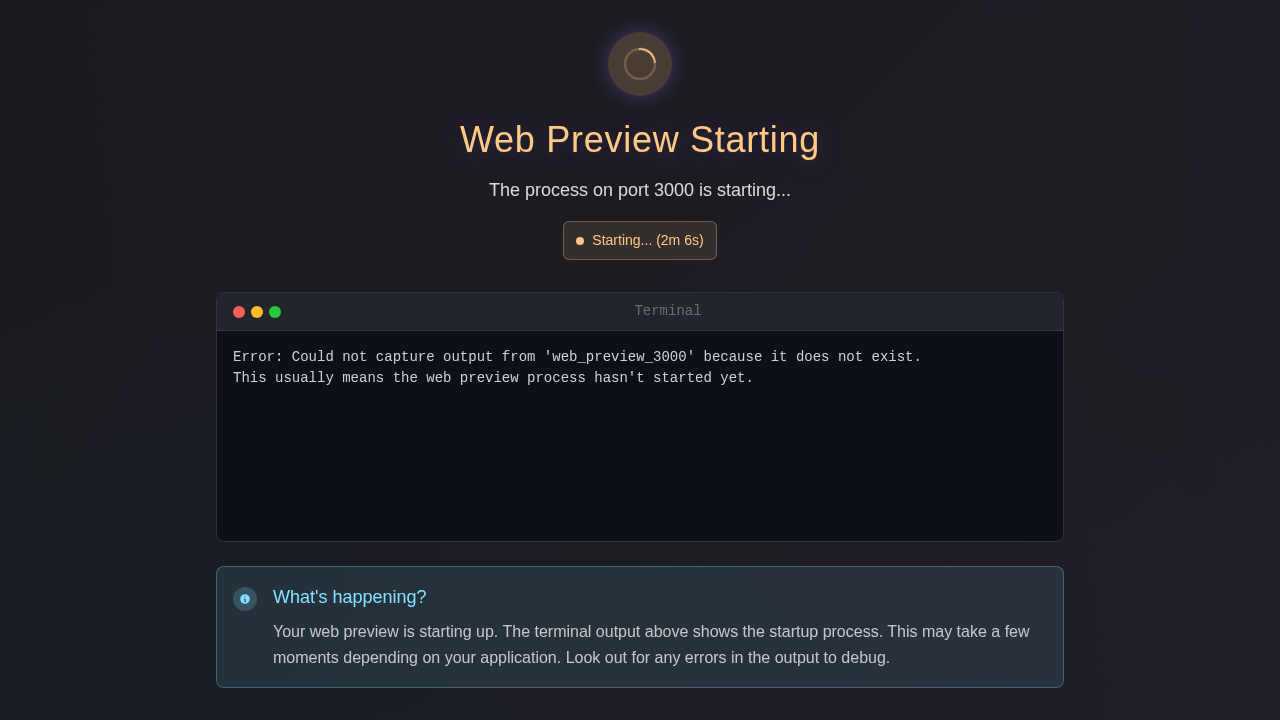 Web Preview Starting
The process on port 3000 is starting...
Starting... (2m 6s)
Terminal
Error: Could not capture output from 'web_preview_3000' because it does not exist.
This usually means the web preview process hasn't started yet.
What's happening?
Your web preview is starting up. The terminal output above shows the startup process. This may take a few
moments depending on your application. Look out for any errors in the output to debug.